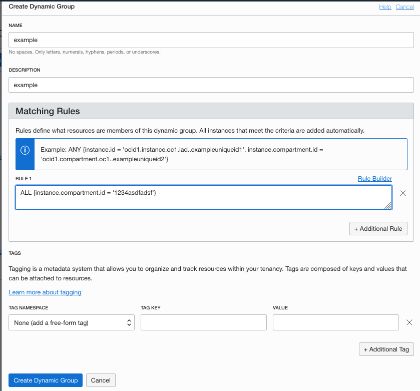 Create Dynamic Group
Help Cancel
NAME
example
No spaces. Only letters, numerals, hyphens, periods, or underscores.
DESCRIPTION
example
Matching Rules
Rules define what resources are members of this dynamic group. All instances that meet the criteria are added automatically.
Example: ANY {instance.id = 'ocid1.instance.oc1.iad..exampleuniqueid1', instance.compartment.id =
'ocid1.compartment.oc1..exampleuniqueid2'}
RULE 1
Rule Builder
ALL {instance.compartment.id = '1234asdfadsf'}
+ Additional Rule
TAGS
Tagging is a metadata system that allows you to organize and track resources within your tenancy. Tags are composed of keys and values that
can be attached to resources.
Learn more about tagging
TAG NAMESPACE TAG KEY VALUE
None (add a free-form tag)
+ Additional Tag
Create Dynamic Group Cancel